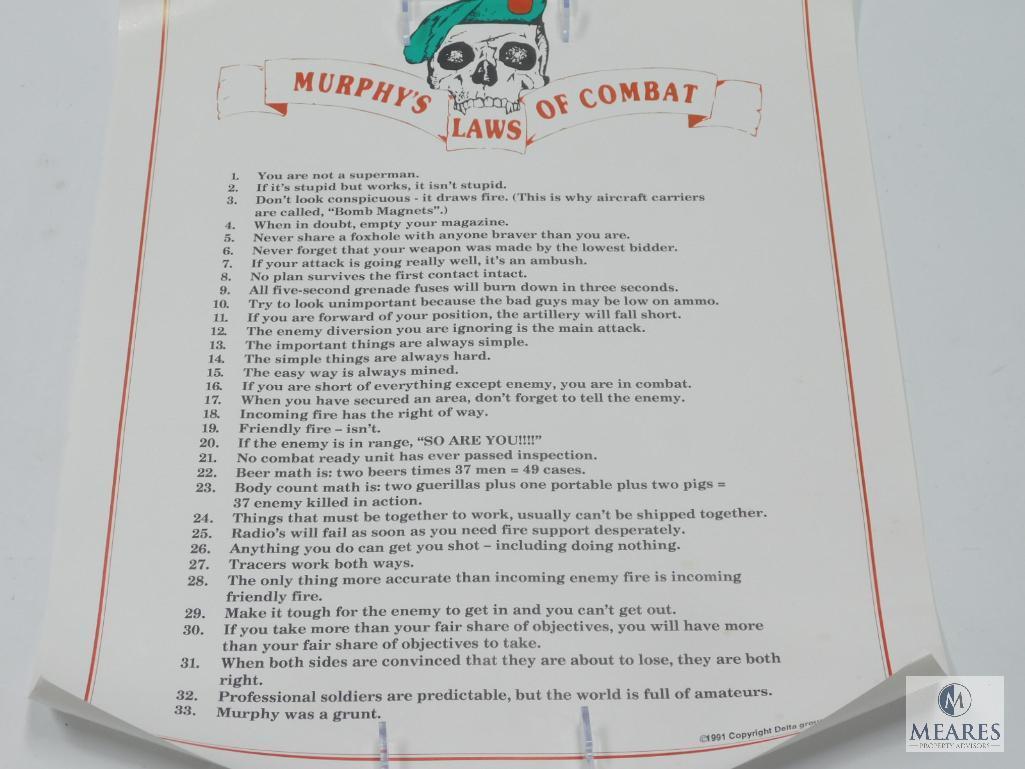 MURPHY'S LAWS OF COMBAT
1. You are not a superman.
2. If it's stupid but works, it isn't stupid.
3. Don't look conspicuous - it draws fire. (This is why aircraft carriers
are called, "Bomb Magnets".)
4. When in doubt, empty your magazine.
5. Never share a foxhole with anyone braver than you are.
6. Never forget that your weapon was made by the lowest bidder.
7. If your attack is going really well, it's an ambush.
8. No plan survives the first contact intact.
9. All five-second grenade fuses will burn down in three seconds.
10. Try to look unimportant because the bad guys may be low on ammo.
11. If you are forward of your position, the artillery will fall short.
12. The enemy diversion you are ignoring is the main attack.
13. The important things are always simple.
14. The simple things are always hard.
15. The easy way is always mined.
16. If you are short of everything except enemy, you are in combat.
17. When you have secured an area, don't forget to tell the enemy.
18. Incoming fire has the right of way.
19. Friendly fire – isn't.
20. If the enemy is in range, "SO ARE YOU!!!!"
21. No combat ready unit has ever passed inspection.
22. Beer math is: two beers times 37 men = 49 cases.
23. Body count math is: two guerillas plus one portable plus two pigs =
37 enemy killed in action.
24. Things that must be together to work, usually can't be shipped together.
25. Radio's will fail as soon as you need fire support desperately.
26. Anything you do can get you shot – including doing nothing.
27. Tracers work both ways.
28. The only thing more accurate than incoming enemy fire is incoming
friendly fire.
29. Make it tough for the enemy to get in and you can't get out.
30. If you take more than your fair share of objectives, you will have more
than your fair share of objectives to take.
31. When both sides are convinced that they are about to lose, they are both
right.
32. Professional soldiers are predictable, but the world is full of amateurs.
33. Murphy was a grunt.
©1991 Copyright Delta
M
MEARES
PROPERTY ADVISORS